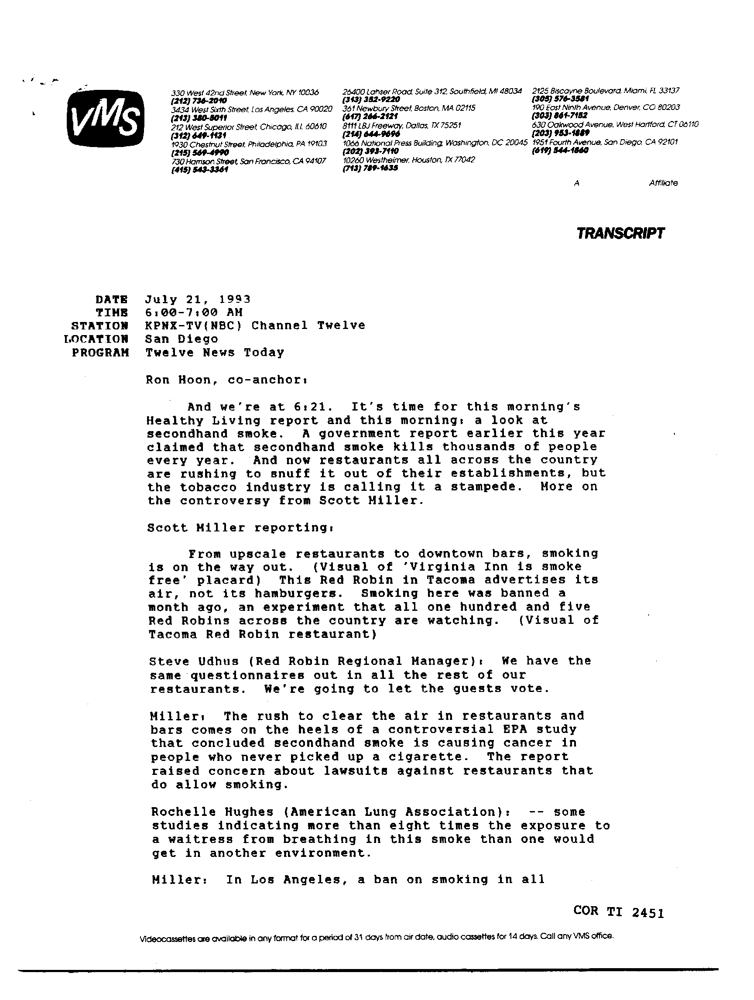 VMS
330 West 42nd Street, New York, NY 10036
(212) 736-2010
3434 West Sixth Street, Los Angeles, CA 90020
(213) 380-5011
212 West Superior Street, Chicago, ILL 60610
(312) 649-1131
1930 Chestnut Street, Philadelphia, PA 19103
(215) 569-4990
730 Harrison Street, San Francisco, CA 94107
(415) 543-3361
26400 Lahser Road, Suite 312, Southfield, MI 48034
(313) 352-9220
361 Newbury Street, Boston, MA 02115
(617) 266-2121
8111 LBJ Freeway, Dallas, TX 75251
(214) 644-9696
1066 National Press Building, Washington, DC 20045
(202) 393-7110
10260 Westheimer, Houston, TX 77042
(713) 789-1635
2125 Biscayne Boulevard, Miami, FL 33137
(305) 576-3581
190 East Ninth Avenue, Denver, CO 80203
(303) 861-7152
630 Oakwood Avenue, West Hartford, CT 06110
(203) 953-1889
1951 Fourth Avenue, San Diego, CA 92101
(619) 544-1860
A Affiliate
TRANSCRIPT
DATE July 21, 1993
TIME 6:00-7:00 AM
STATION KPNX-TV(NBC) Channel Twelve
LOCATION San Diego
PROGRAM Twelve News Today
Ron Hoon, co-anchor:
And we're at 6:21. It's time for this morning's
Healthy Living report and this morning: a look at
secondhand smoke. A government report earlier this year
claimed that secondhand smoke kills thousands of people
every year. And now restaurants all across the country
are rushing to snuff it out of their establishments, but
the tobacco industry is calling it a stampede. More on
the controversy from Scott Miller.
Scott Miller reporting:
From upscale restaurants to downtown bars, smoking
is on the way out. (Visual of 'Virginia Inn is smoke
free' placard) This Red Robin in Tacoma advertises its
air, not its hamburgers. Smoking here was banned a
month ago, an experiment that all one hundred and five
Red Robins across the country are watching. (Visual of
Tacoma Red Robin restaurant)
Steve Udhus (Red Robin Regional Manager): We have the
same questionnaires out in all the rest of our
restaurants. We're going to let the guests vote.
Miller: The rush to clear the air in restaurants and
bars comes on the heels of a controversial EPA study
that concluded secondhand smoke is causing cancer in
people who never picked up a cigarette. The report
raised concern about lawsuits against restaurants that
do allow smoking.
Rochelle Hughes (American Lung Association): -- some
studies indicating more than eight times the exposure to
a waitress from breathing in this smoke than one would
get in another environment.
Miller: In Los Angeles, a ban on smoking in all
COR TI 2451
Videocassettes are available in any format for a period of 31 days from air date, audio cassettes for 14 days. Call any VMS office.